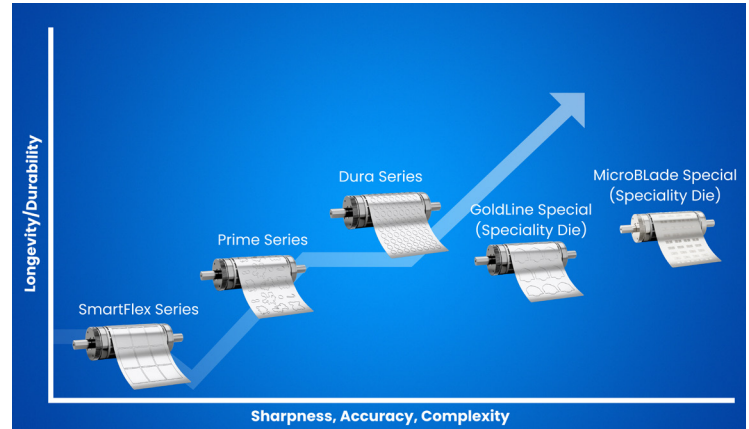 Longevity/Durability
Dura Series
MicroBLade Special
(Speciality Die)
GoldLine Special
(Speciality Die)
Prime Series
SmartFlex Series
Sharpness, Accuracy, Complexity